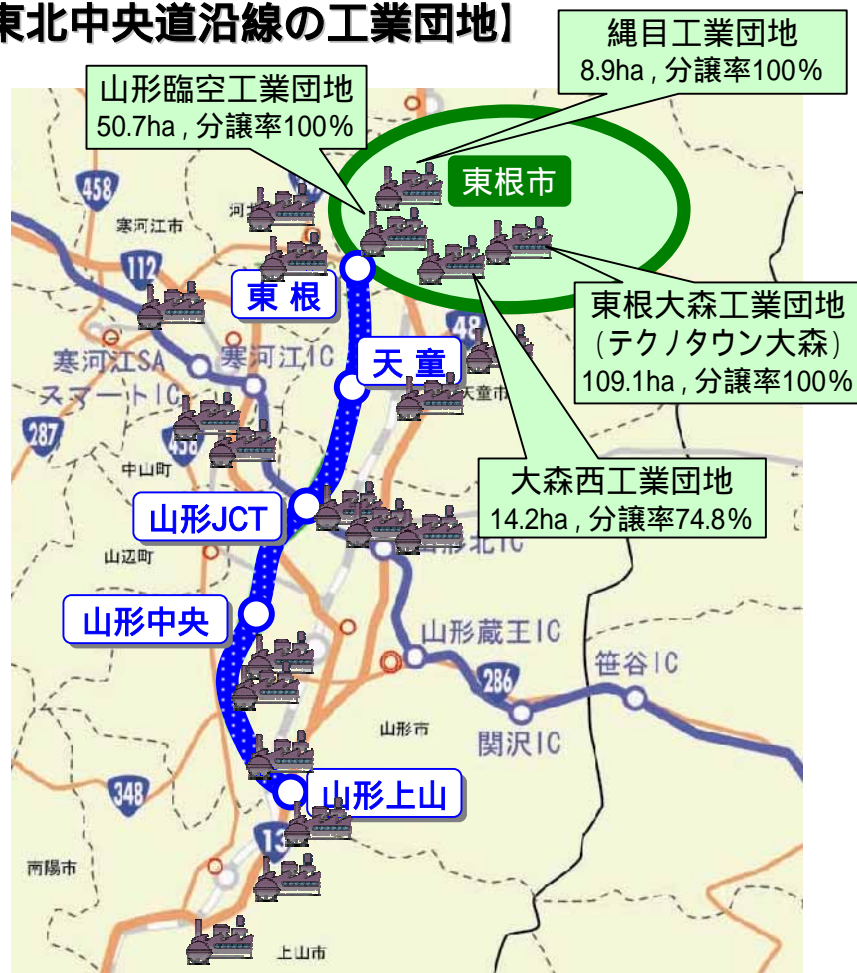 東北中央道沿線の工業団地】
縄目工業団地
8.9ha , 分譲率100%
山形臨空工業団地
50.7ha , 分譲率100%
東根市
458
寒河江市
112
東 根
東根大森工業団地
(テクノタウン大森)
109.1ha , 分譲率100%
48
寒河江SA
スマートIC
寒河江IC
天 童
天童市
287
458
中山町
大森西工業団地
14.2ha , 分譲率74.8%
山形JCT
山形北IC
山辺町
山形中央
山形蔵王IC
笹谷IC
286
関沢IC
山形市
348
山形上山
13
南陽市
上山市